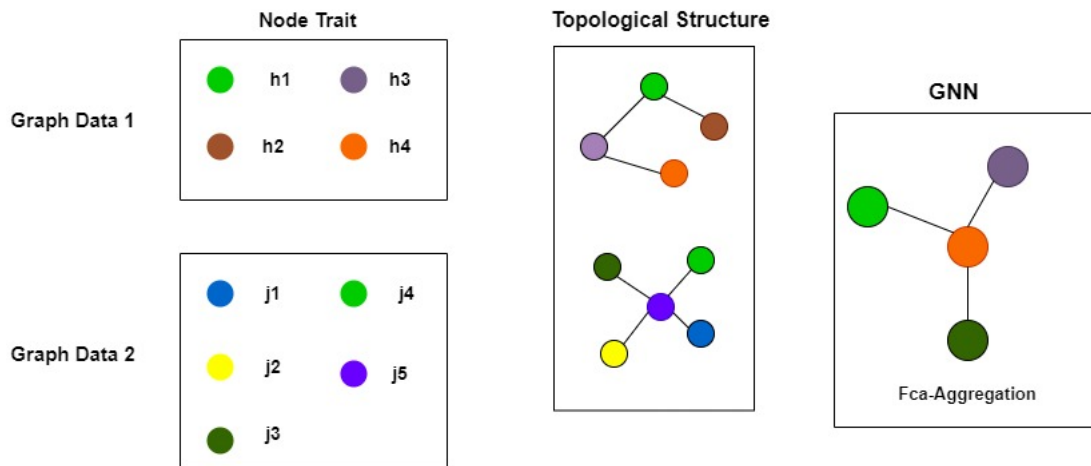 Node Trait
Topological Structure
GNN
Graph Data 1
h1
h3
h2
h4
Graph Data 2
j1
j4
j2
j5
j3
Fca-Aggregation